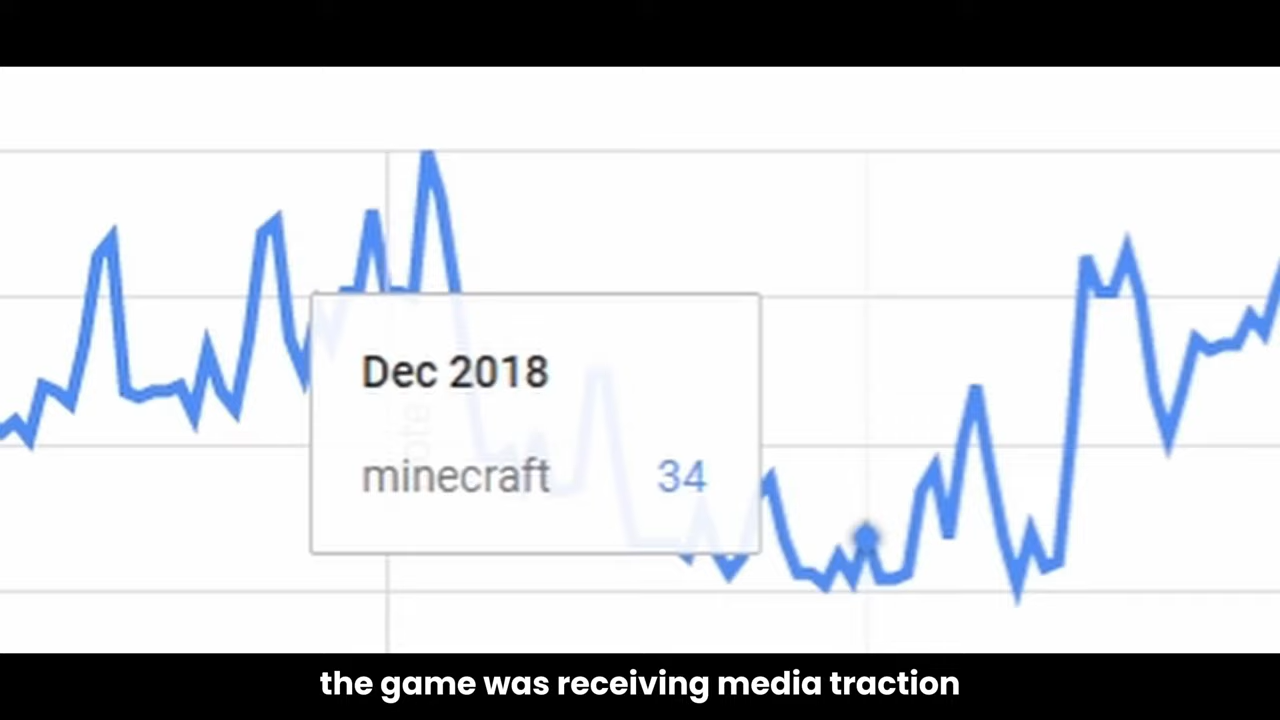 Dec 2018
minecraft 34
the game was receiving media traction